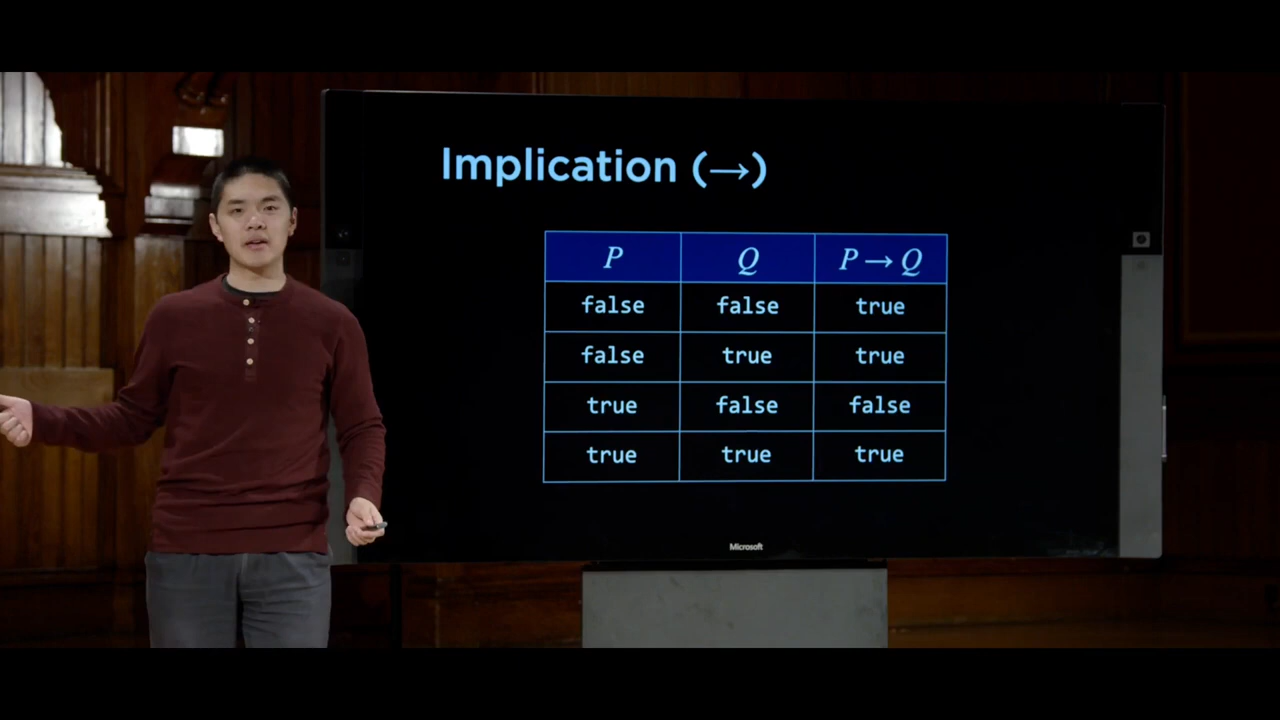 Implication (→)
P Q P → Q
false false true
false true true
true false false
true true true
Microsoft